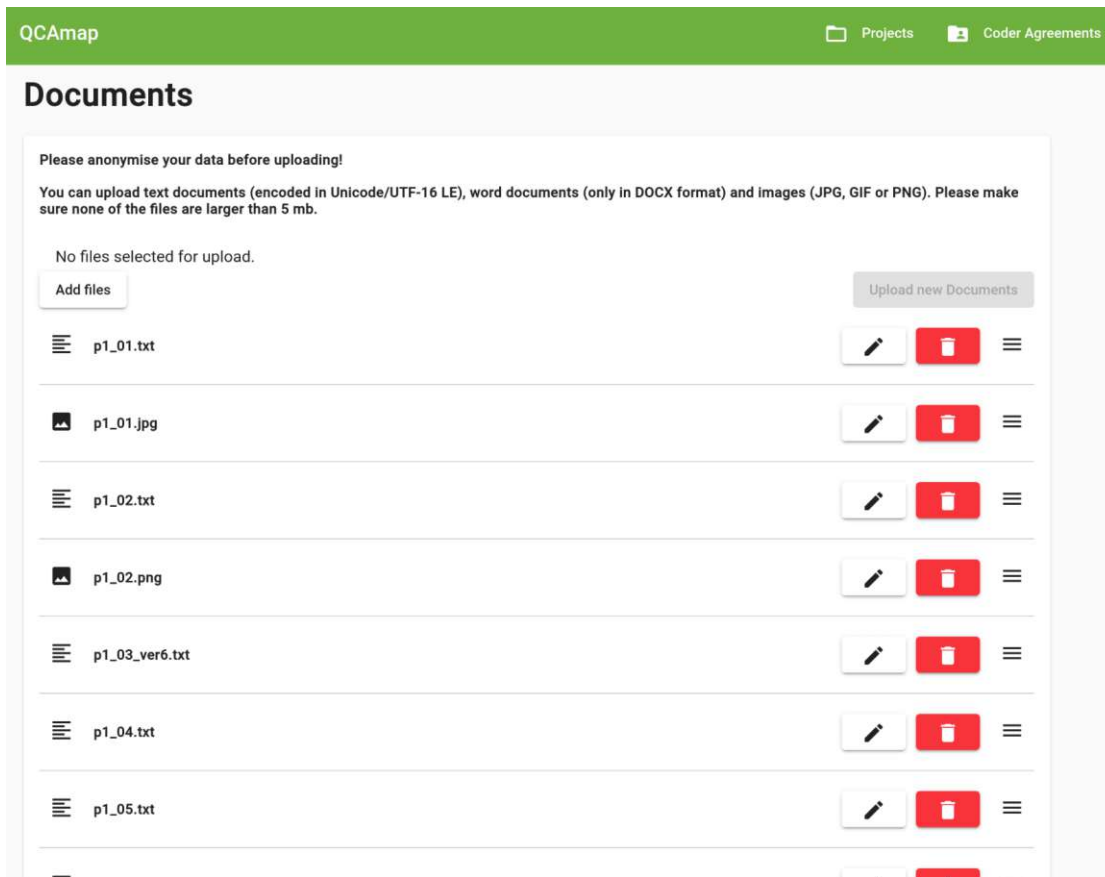 QCAmap
Projects
Coder Agreements
Documents
Please anonymise your data before uploading!
You can upload text documents (encoded in Unicode/UTF-16 LE), word documents (only in DOCX format) and images (JPG, GIF or PNG). Please make
sure none of the files are larger than 5 mb.
No files selected for upload.
Add files
Upload new Documents
p1_01.txt
p1_01.jpg
p1_02.txt
p1_02.png
p1_03_ver6.txt
p1_04.txt
p1_05.txt